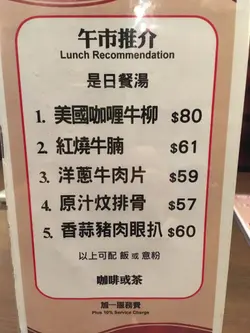 午市推介
Lunch Recommendation
是日餐湯
1. 美國咖喱牛柳 $80
2. 紅燒牛腩 $61
3. 洋蔥牛肉片 $59
4. 原汁炆排骨 $57
5. 香蒜豬肉眼扒 $60
以上可配 飯 或 意粉
咖啡或茶
加一服務費
Plus 10% Service Charge